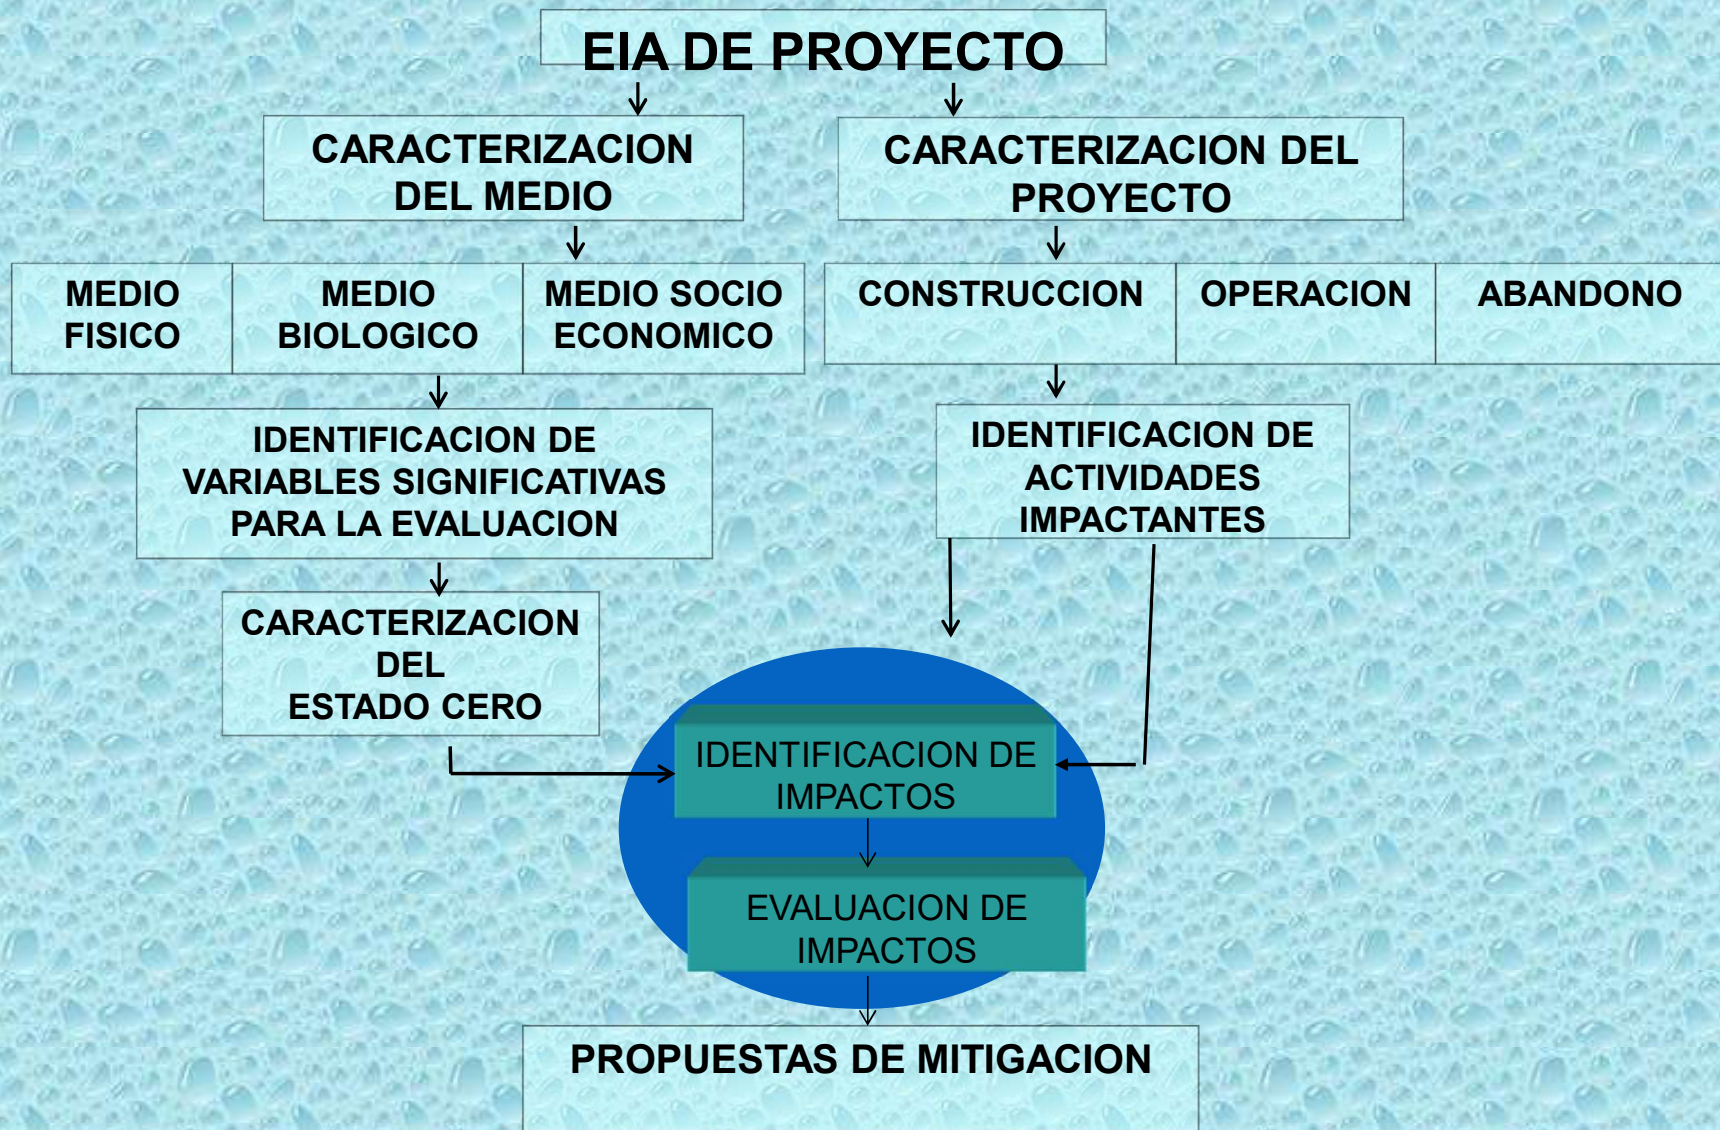 EIA DE PROYECTO
CARACTERIZACION
DEL MEDIO
CARACTERIZACION DEL
PROYECTO
MEDIO
FISICO
MEDIO
BIOLOGICO
MEDIO SOCIO
ECONOMICO
CONSTRUCCION
OPERACION
ABANDONO
IDENTIFICACION DE
VARIABLES SIGNIFICATIVAS
PARA LA EVALUACION
IDENTIFICACION DE
ACTIVIDADES
IMPACTANTES
CARACTERIZACION
DEL
ESTADO CERO
IDENTIFICACION DE
IMPACTOS
EVALUACION DE
IMPACTOS
PROPUESTAS DE MITIGACION